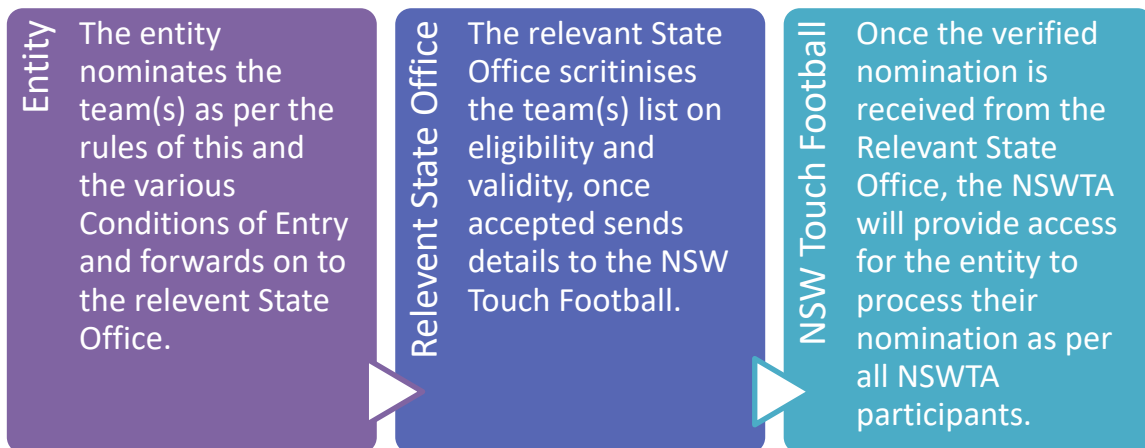 Entity
The entity
nominates the
team(s) as per the
rules of this and
the various
Conditions of Entry
and forwards on to
the relevent State
Office.
Relevent State Office
The relevant State
Office scritinises
the team(s) list on
eligibility and
validity, once
accepted sends
details to the NSW
Touch Football.
NSW Touch Football
Once the verified
nomination is
received from the
Relevant State
Office, the NSWTA
will provide access
for the entity to
process their
nomination as per
all NSWTA
participants.